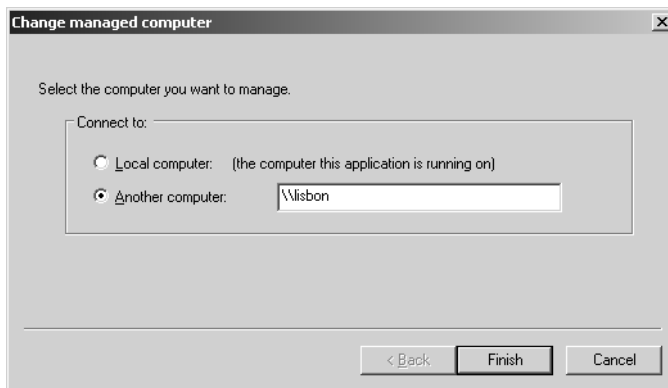 Change managed computer
Select the computer you want to manage.
Connect to:
Local computer: (the computer this application is running on)
Another computer: \\lisbon
< Back Finish Cancel